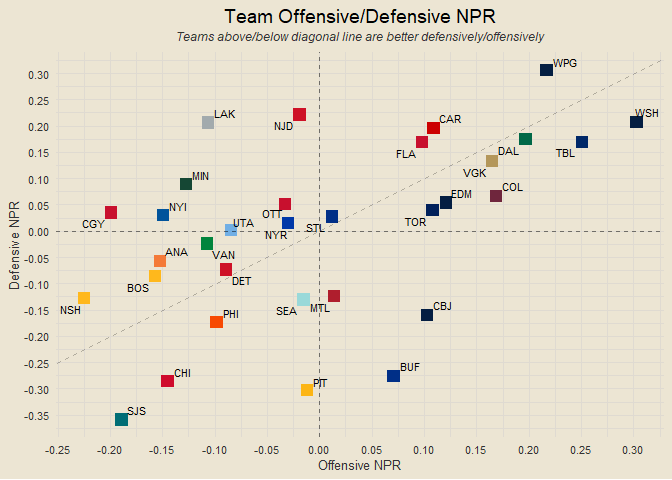 Team Offensive/Defensive NPR
Teams above/below diagonal line are better defensively/offensively
Defensive NPR
0.30
0.25
0.20
0.15
0.10
0.05
0.00
-0.05
-0.10
-0.15
-0.20
-0.25
-0.30
-0.35
WPG
LAK
NJD
CAR
WSH
FLA
DAL
TBL
VGK
MIN
EDM
COL
CGY
NYI
OTT
TOR
UTA
NYR
STL
ANA
VAN
BOS
DET
NSH
SEA
MTL
CBJ
PHI
CHI
BUF
PIT
SJS
-0.25
-0.20
-0.15
-0.10
-0.05
0.00
0.05
0.10
0.15
0.20
0.25
0.30
Offensive NPR